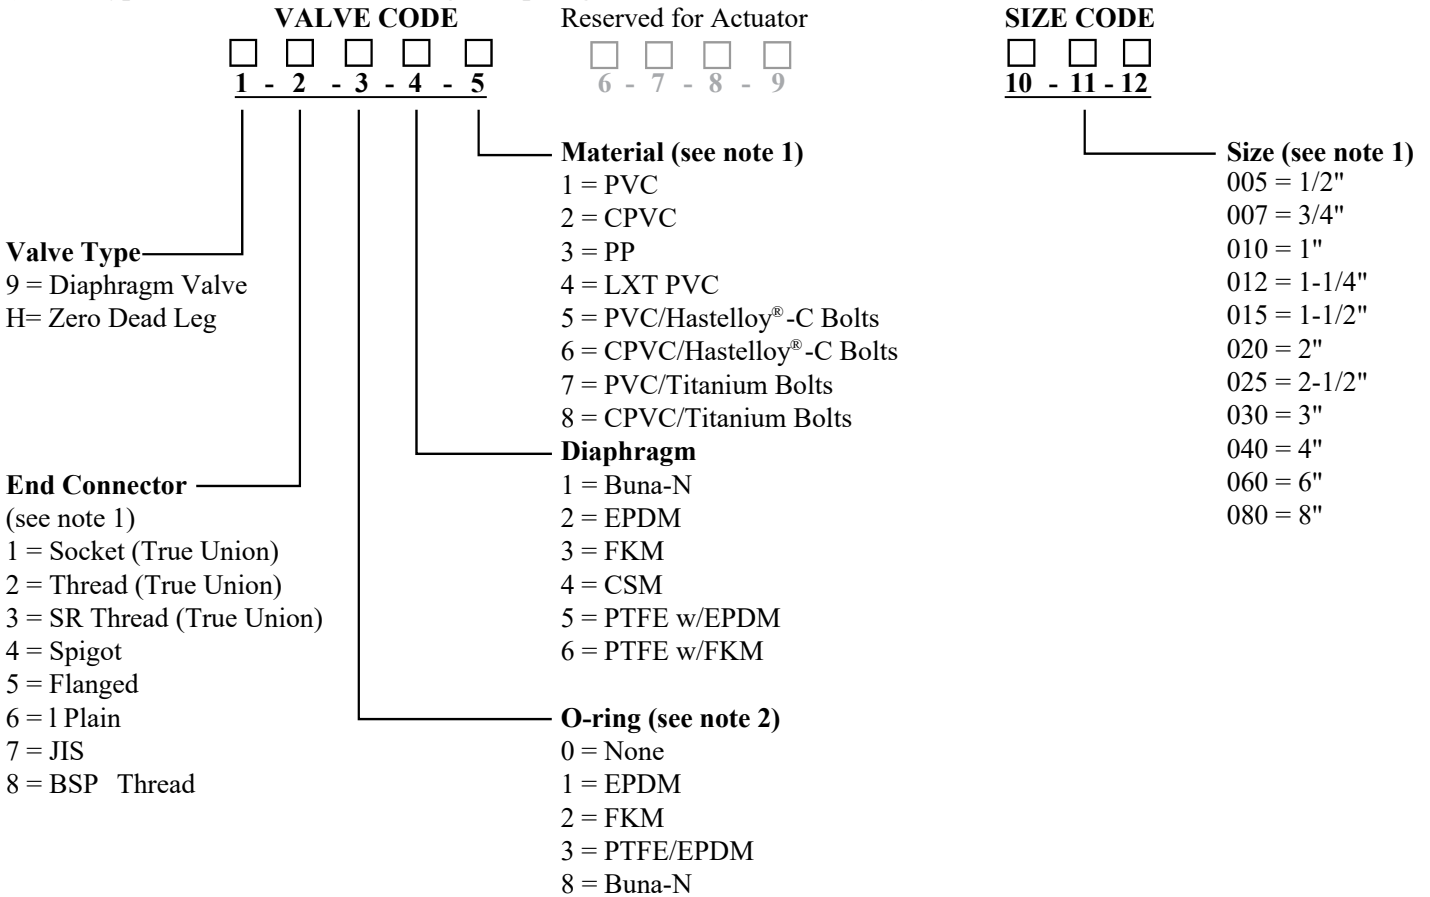 VALVE CODE
Reserved for Actuator
SIZE CODE
1 - 2 - 3 - 4 - 5
6 - 7 - 8 - 9
10 - 11 - 12
Material (see note 1)
1 = PVC
2 = CPVC
3 = PP
4 = LXT PVC
5 = PVC/Hastelloy®-C Bolts
6 = CPVC/Hastelloy®-C Bolts
7 = PVC/Titanium Bolts
8 = CPVC/Titanium Bolts
Size (see note 1)
005 = 1/2"
007 = 3/4"
010 = 1"
012 = 1-1/4"
015 = 1-1/2"
020 = 2"
025 = 2-1/2"
030 = 3"
040 = 4"
060 = 6"
080 = 8"
Valve Type
9 = Diaphragm Valve
H= Zero Dead Leg
Diaphragm
1 = Buna-N
2 = EPDM
3 = FKM
4 = CSM
5 = PTFE w/EPDM
6 = PTFE w/FKM
End Connector
(see note 1)
1 = Socket (True Union)
2 = Thread (True Union)
3 = SR Thread (True Union)
4 = Spigot
5 = Flanged
6 = l Plain
7 = JIS
8 = BSP Thread
O-ring (see note 2)
0 = None
1 = EPDM
2 = FKM
3 = PTFE/EPDM
8 = Buna-N